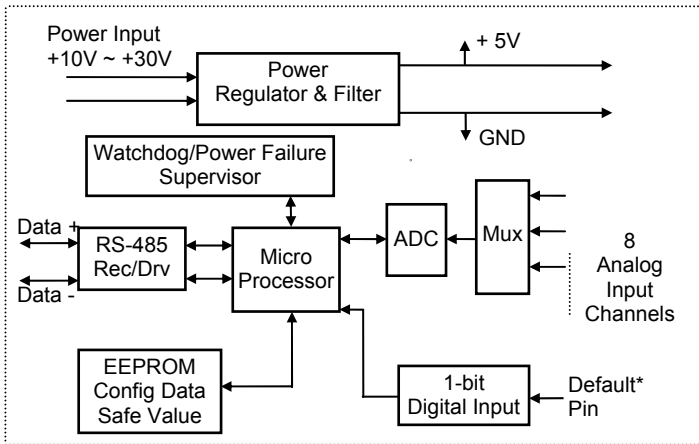 Power Input
+10V ~ +30V
Power
Regulator & Filter
+ 5V
GND
Watchdog/Power Failure
Supervisor
Data +
Data -
RS-485
Rec/Drv
Micro
Processor
ADC
Mux
8
Analog
Input
Channels
EEPROM
Config Data
Safe Value
1-bit
Digital Input
Default*
Pin